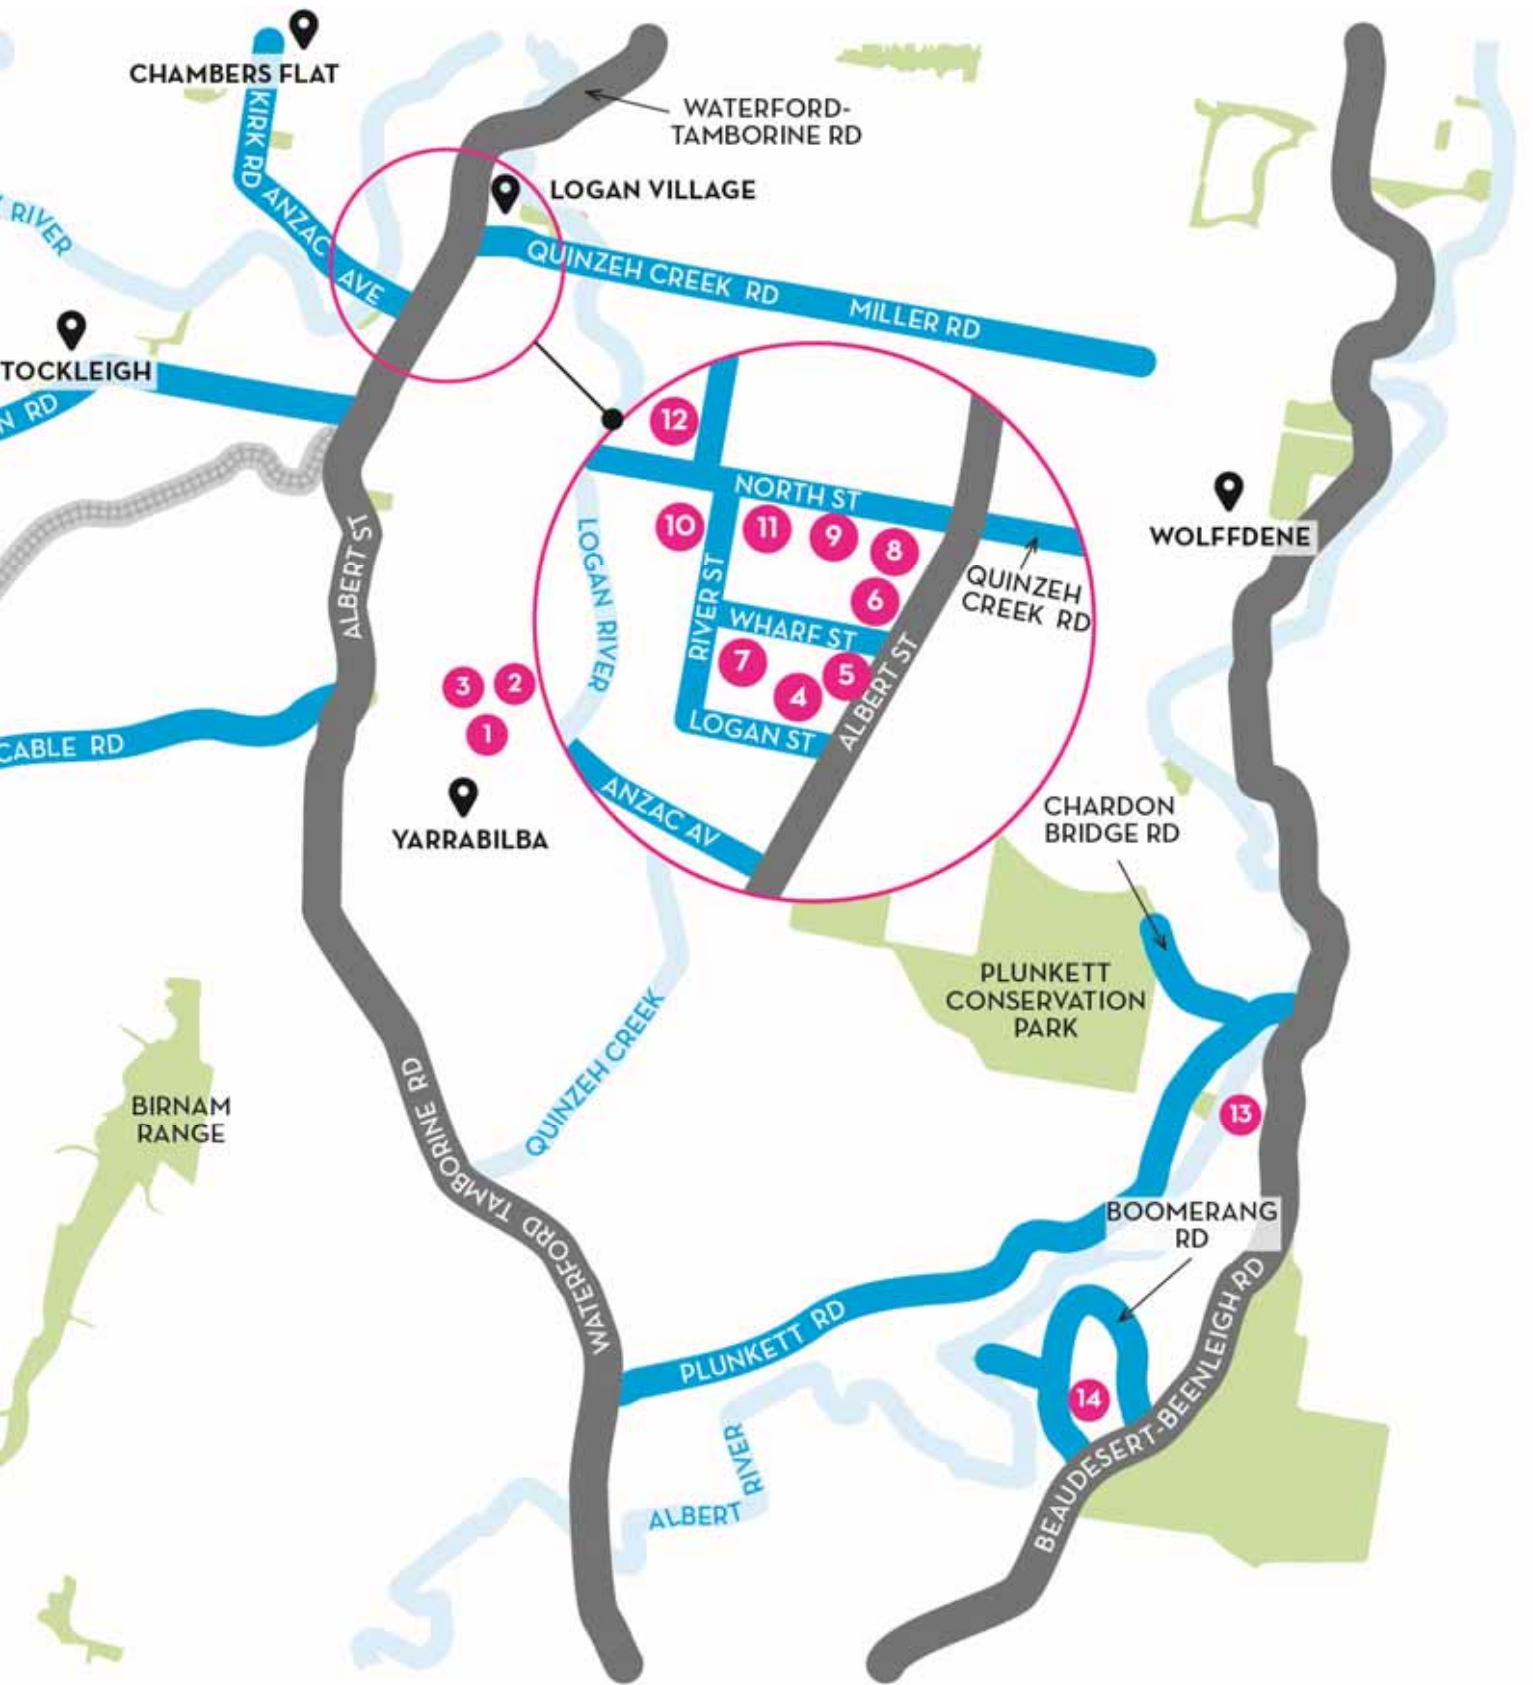 CHAMBERS FLAT
WATERFORD-
TAMBORINE RD
KIRK RD
LOGAN VILLAGE
RIVER
ANZAC AVE
QUINZEH CREEK RD
MILLER RD
TOCKLEIGH
N RD
12
NORTH ST
10
11
9
8
WOLFFDENE
LOGAN RIVER
ALBERT ST
QUINZEH
CREEK RD
6
RIVER ST
WHARF ST
7
5
4
ALBERT ST
3
2
1
LOGAN ST
CABLE RD
ANZAC AV
YARRABILBA
CHARDON
BRIDGE RD
PLUNKETT
CONSERVATION
PARK
QUINZEH CREEK
BIRNAM
RANGE
13
WATERFORD TAMBORINE RD
BOOMERANG
RD
PLUNKETT RD
14
BEAUDESERT-BEENLEIGH RD
ALBERT RIVER